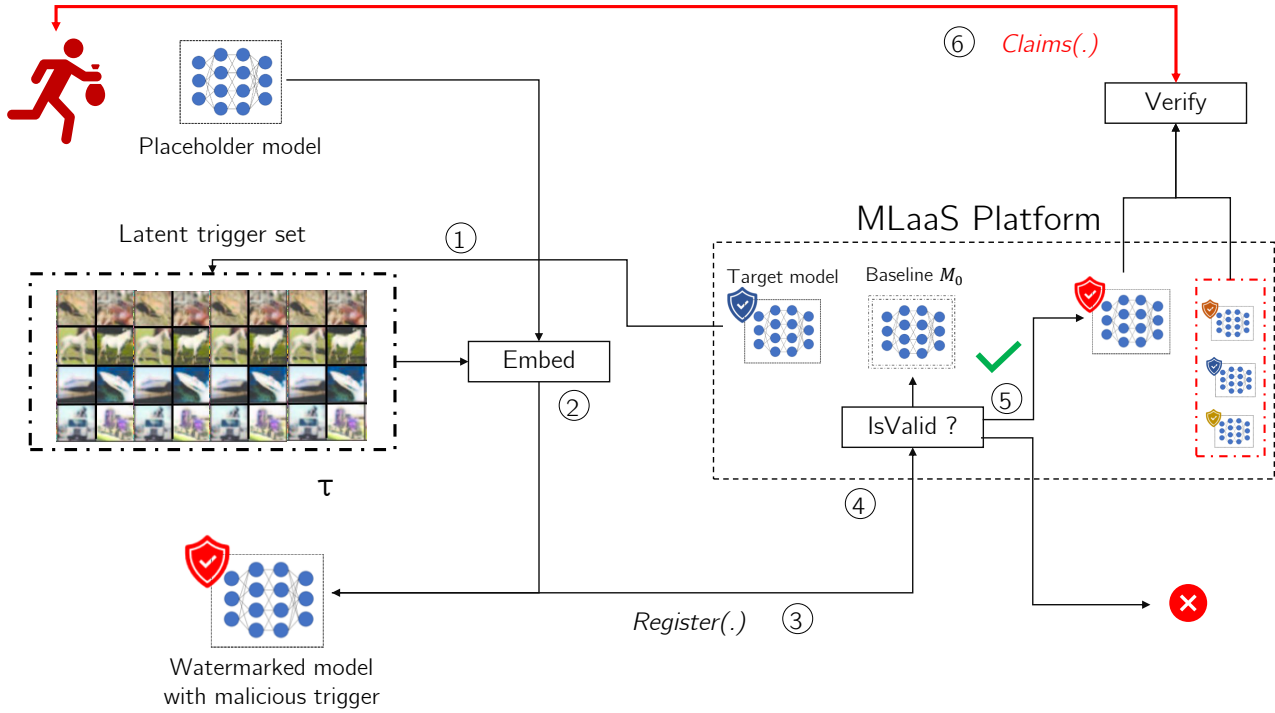 ⑥ Claims(.)
Verify
Placeholder model
MLaaS Platform
Latent trigger set
①
Target model
Baseline M₀
Embed
②
⑤
IsValid ?
τ
④
Register(.) ③
Watermarked model
with malicious trigger